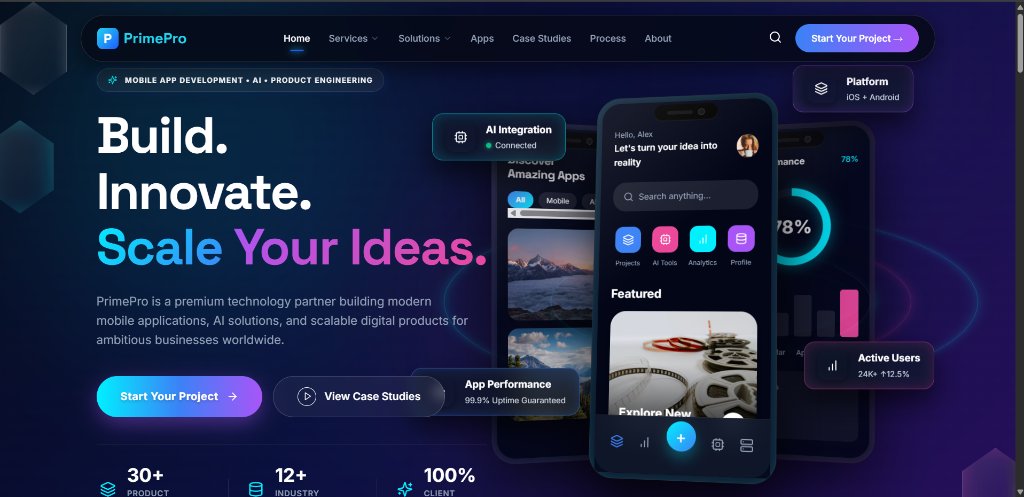 P PrimePro
Home Services Solutions Apps Case Studies Process About
Start Your Project →
MOBILE APP DEVELOPMENT • AI • PRODUCT ENGINEERING
Build.
Innovate.
Scale Your Ideas.
PrimePro is a premium technology partner building modern
mobile applications, AI solutions, and scalable digital products for
ambitious businesses worldwide.
Start Your Project →
View Case Studies
30+
PRODUCT
12+
INDUSTRY
100%
CLIENT
AI Integration
Connected
Discover
Amazing Apps
All Mobile
App Performance
99.9% Uptime Guaranteed
Hello, Alex
Let's turn your idea into
reality
Search anything...
Projects AI Tools Analytics Profile
Featured
Explore New
+
Platform
iOS + Android
78%
78%
Active Users
24K+ ↑12.5%